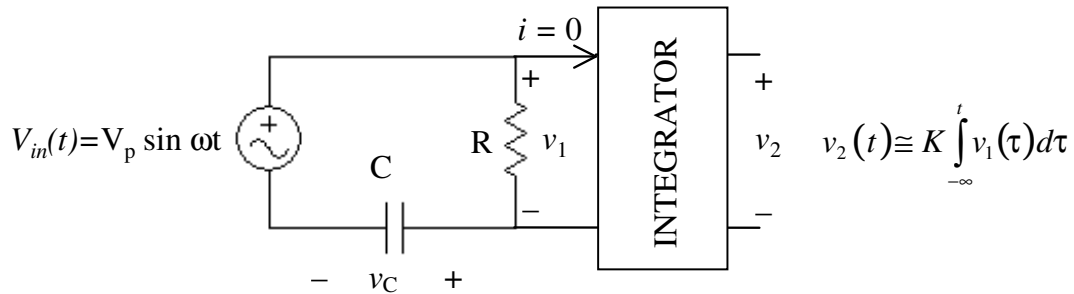 i = 0
INTEGRATOR
+
+
+
V_in(t)=V_p sin ωt
R
v_1
v_2
v_2(t)≅K ∫_{-∞}^{t} v_1(τ)dτ
C
−
−
− v_C +